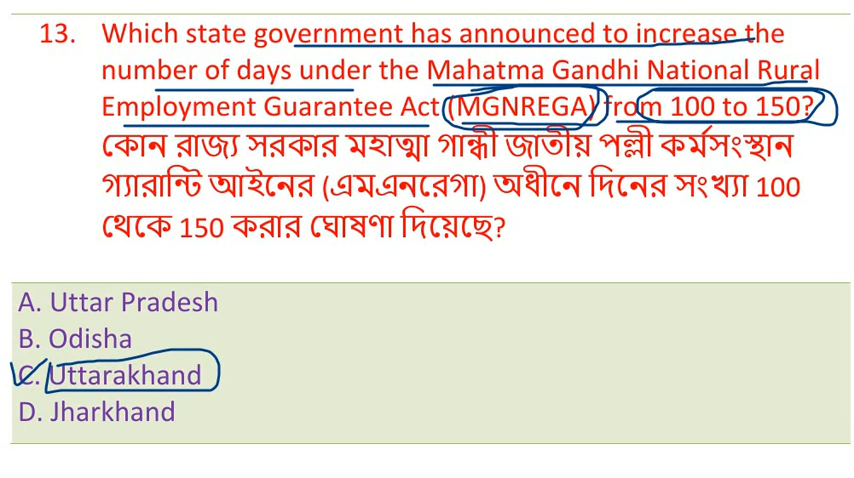 13. Which state government has announced to increase the
number of days under the Mahatma Gandhi National Rural
Employment Guarantee Act (MGNREGA) from 100 to 150?
কোন রাজ্য সরকার মহাত্মা গান্ধী জাতীয় পল্লী কর্মসংস্থান
গ্যারান্টি আইনের (এমএনরেগা) অধীনে দিনের সংখ্যা 100
থেকে 150 করার ঘোষণা দিয়েছে?
A. Uttar Pradesh
B. Odisha
C. Uttarakhand
D. Jharkhand